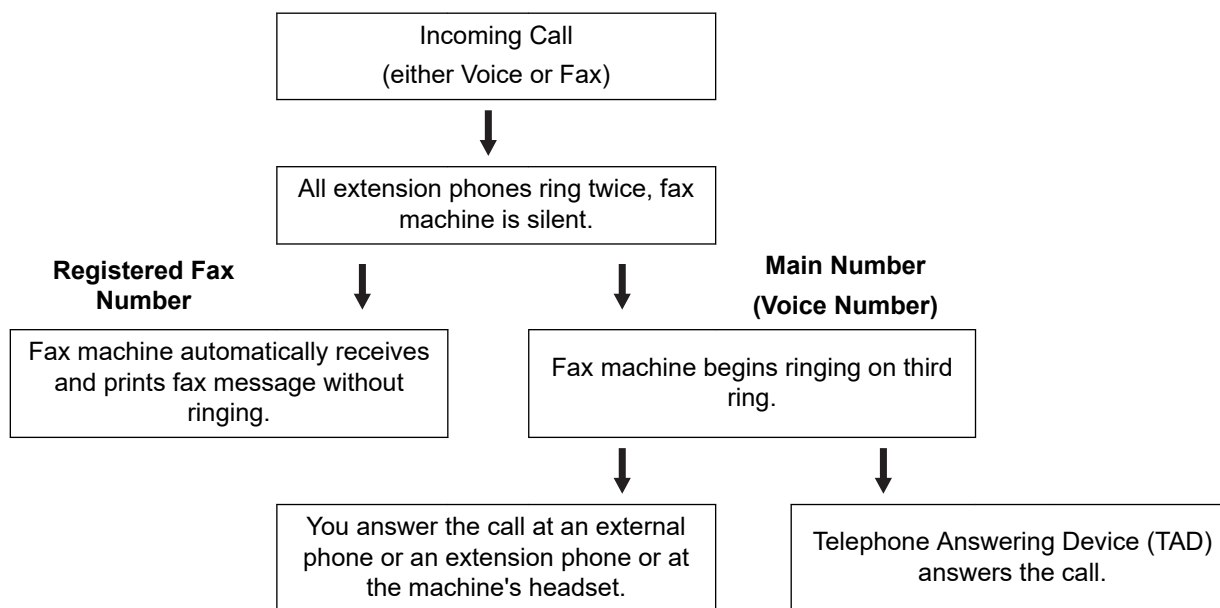 Incoming Call
(either Voice or Fax)
All extension phones ring twice, fax
machine is silent.
Registered Fax
Number
Main Number
(Voice Number)
Fax machine automatically receives
and prints fax message without
ringing.
Fax machine begins ringing on third
ring.
You answer the call at an external
phone or an extension phone or at
the machine's headset.
Telephone Answering Device (TAD)
answers the call.